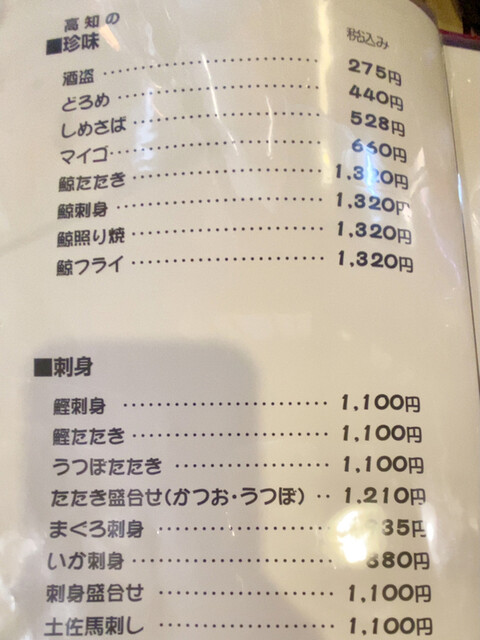 高知の
■珍味 税込み
酒盗 ………………… 275円
どろめ ………………… 440円
しめさば ………………… 528円
マイゴ ………………… 660円
鯨たたき ………………… 1,320円
鯨刺身 ………………… 1,320円
鯨照り焼 ………………… 1,320円
鯨フライ ………………… 1,320円
■刺身
鰹刺身 ………………… 1,100円
鰹たたき ………………… 1,100円
うつぼたたき ………………… 1,100円
たたき盛合せ(かつお・うつぼ) ‥ 1,210円
まぐろ刺身 …………………
いか刺身 ………………… 880円
刺身盛合せ ………………… 1,100円
土佐馬刺し ………………… 1,100円